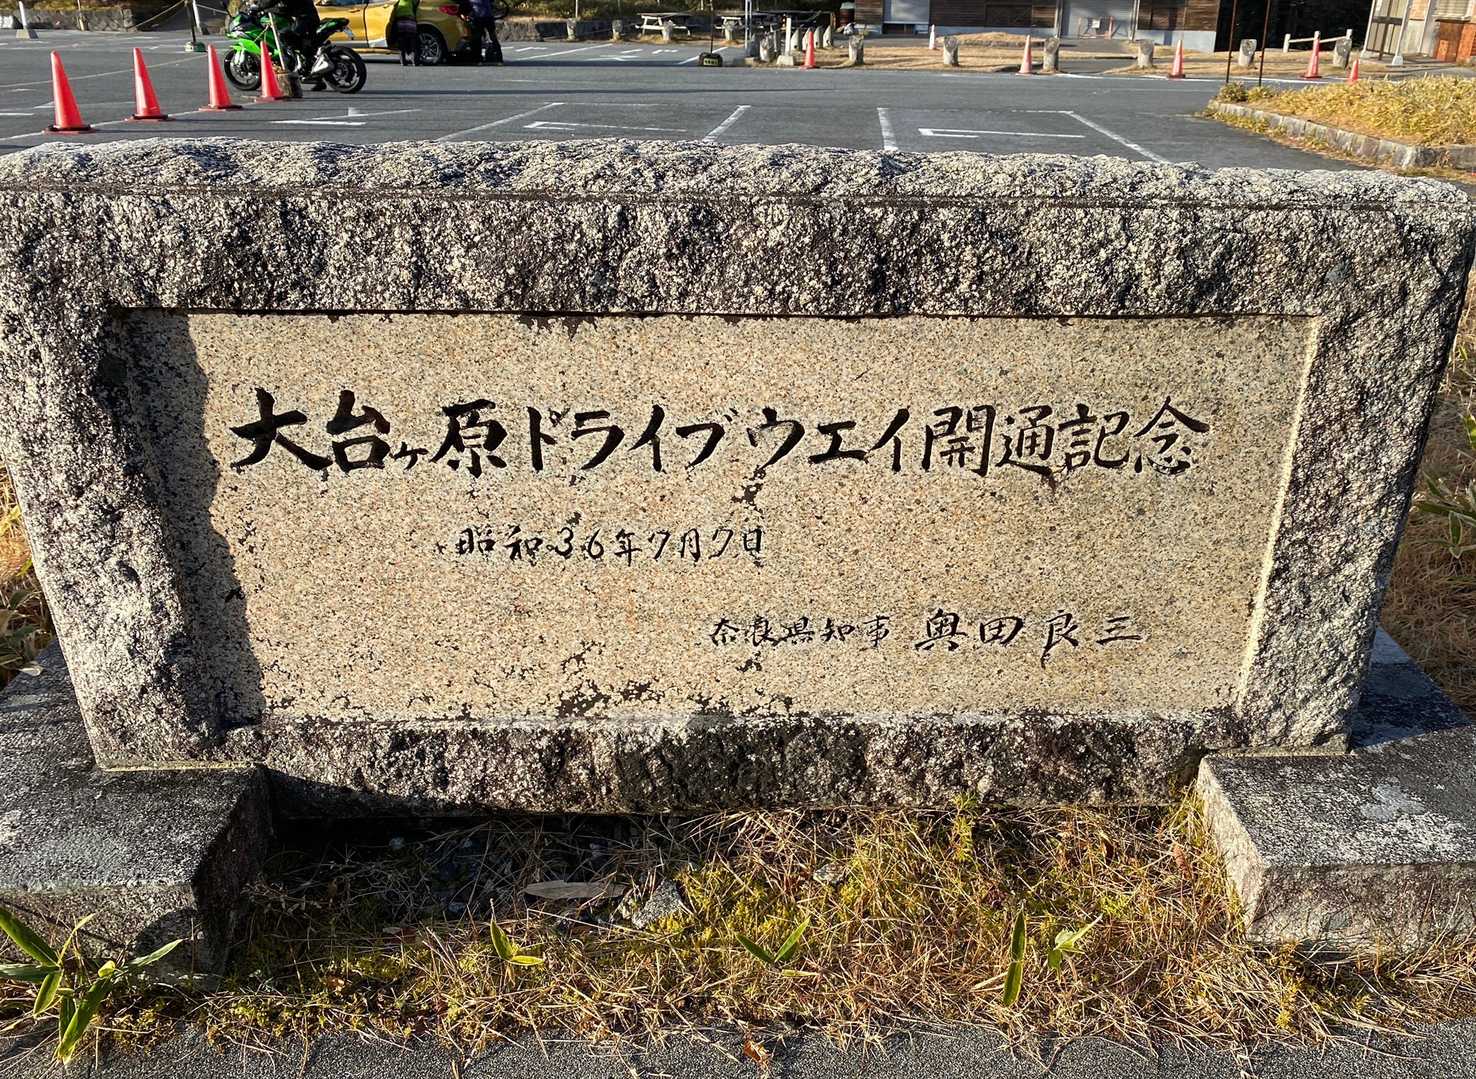 大台ヶ原ドライブウエイ開通記念
昭和36年7月7日
奈良県知事 奥田良三